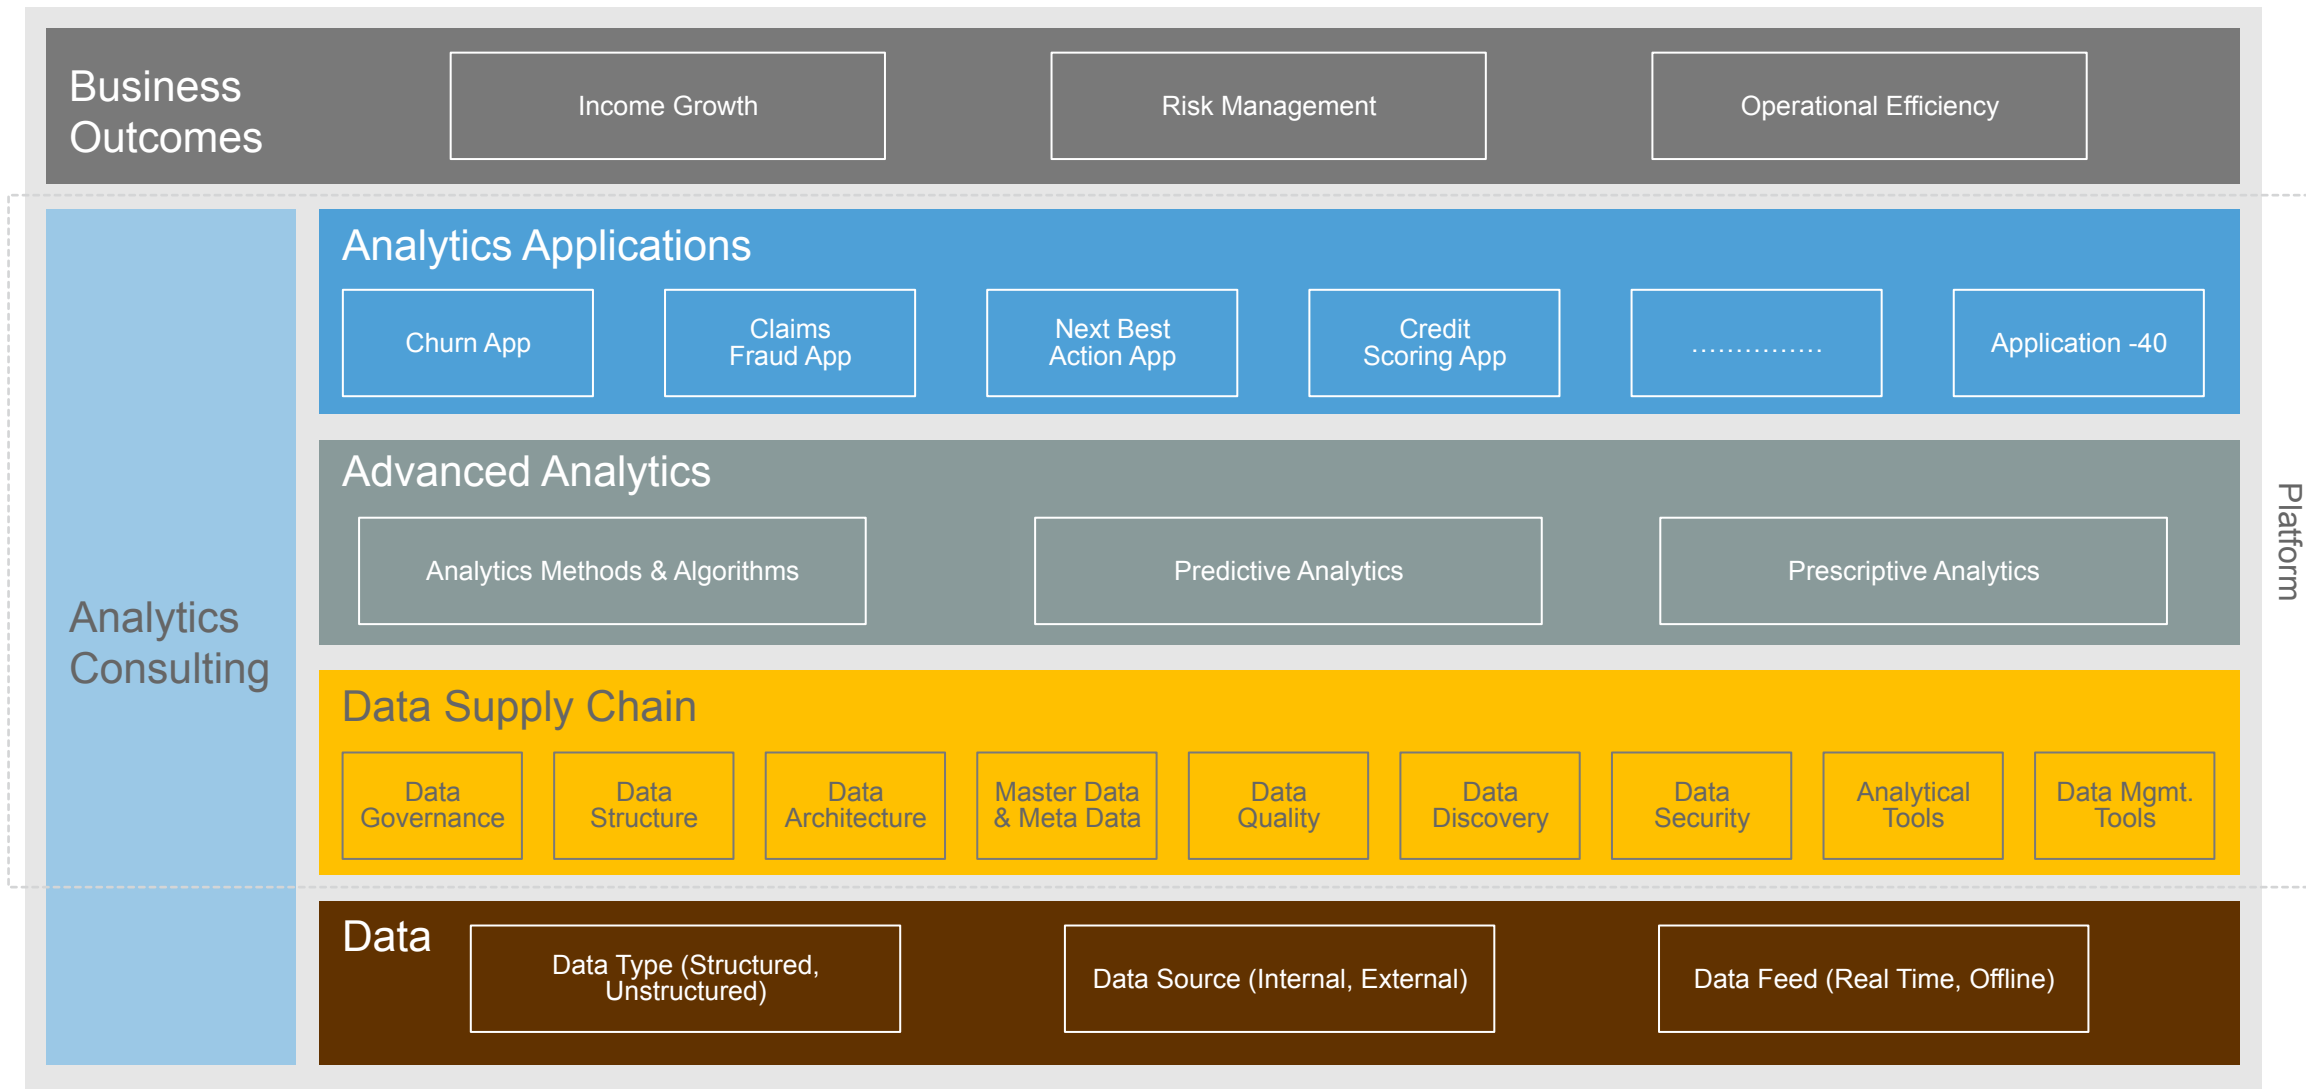 Business
Outcomes
Income Growth
Risk Management
Operational Efficiency
Analytics
Consulting
Analytics Applications
Churn App
Claims
Fraud App
Next Best
Action App
Credit
Scoring App
...............
Application -40
Advanced Analytics
Analytics Methods & Algorithms
Predictive Analytics
Prescriptive Analytics
Data Supply Chain
Data
Governance
Data
Structure
Data
Architecture
Master Data
& Meta Data
Data
Quality
Data
Discovery
Data
Security
Analytical
Tools
Data Mgmt.
Tools
Data
Data Type (Structured,
Unstructured)
Data Source (Internal, External)
Data Feed (Real Time, Offline)
Platform